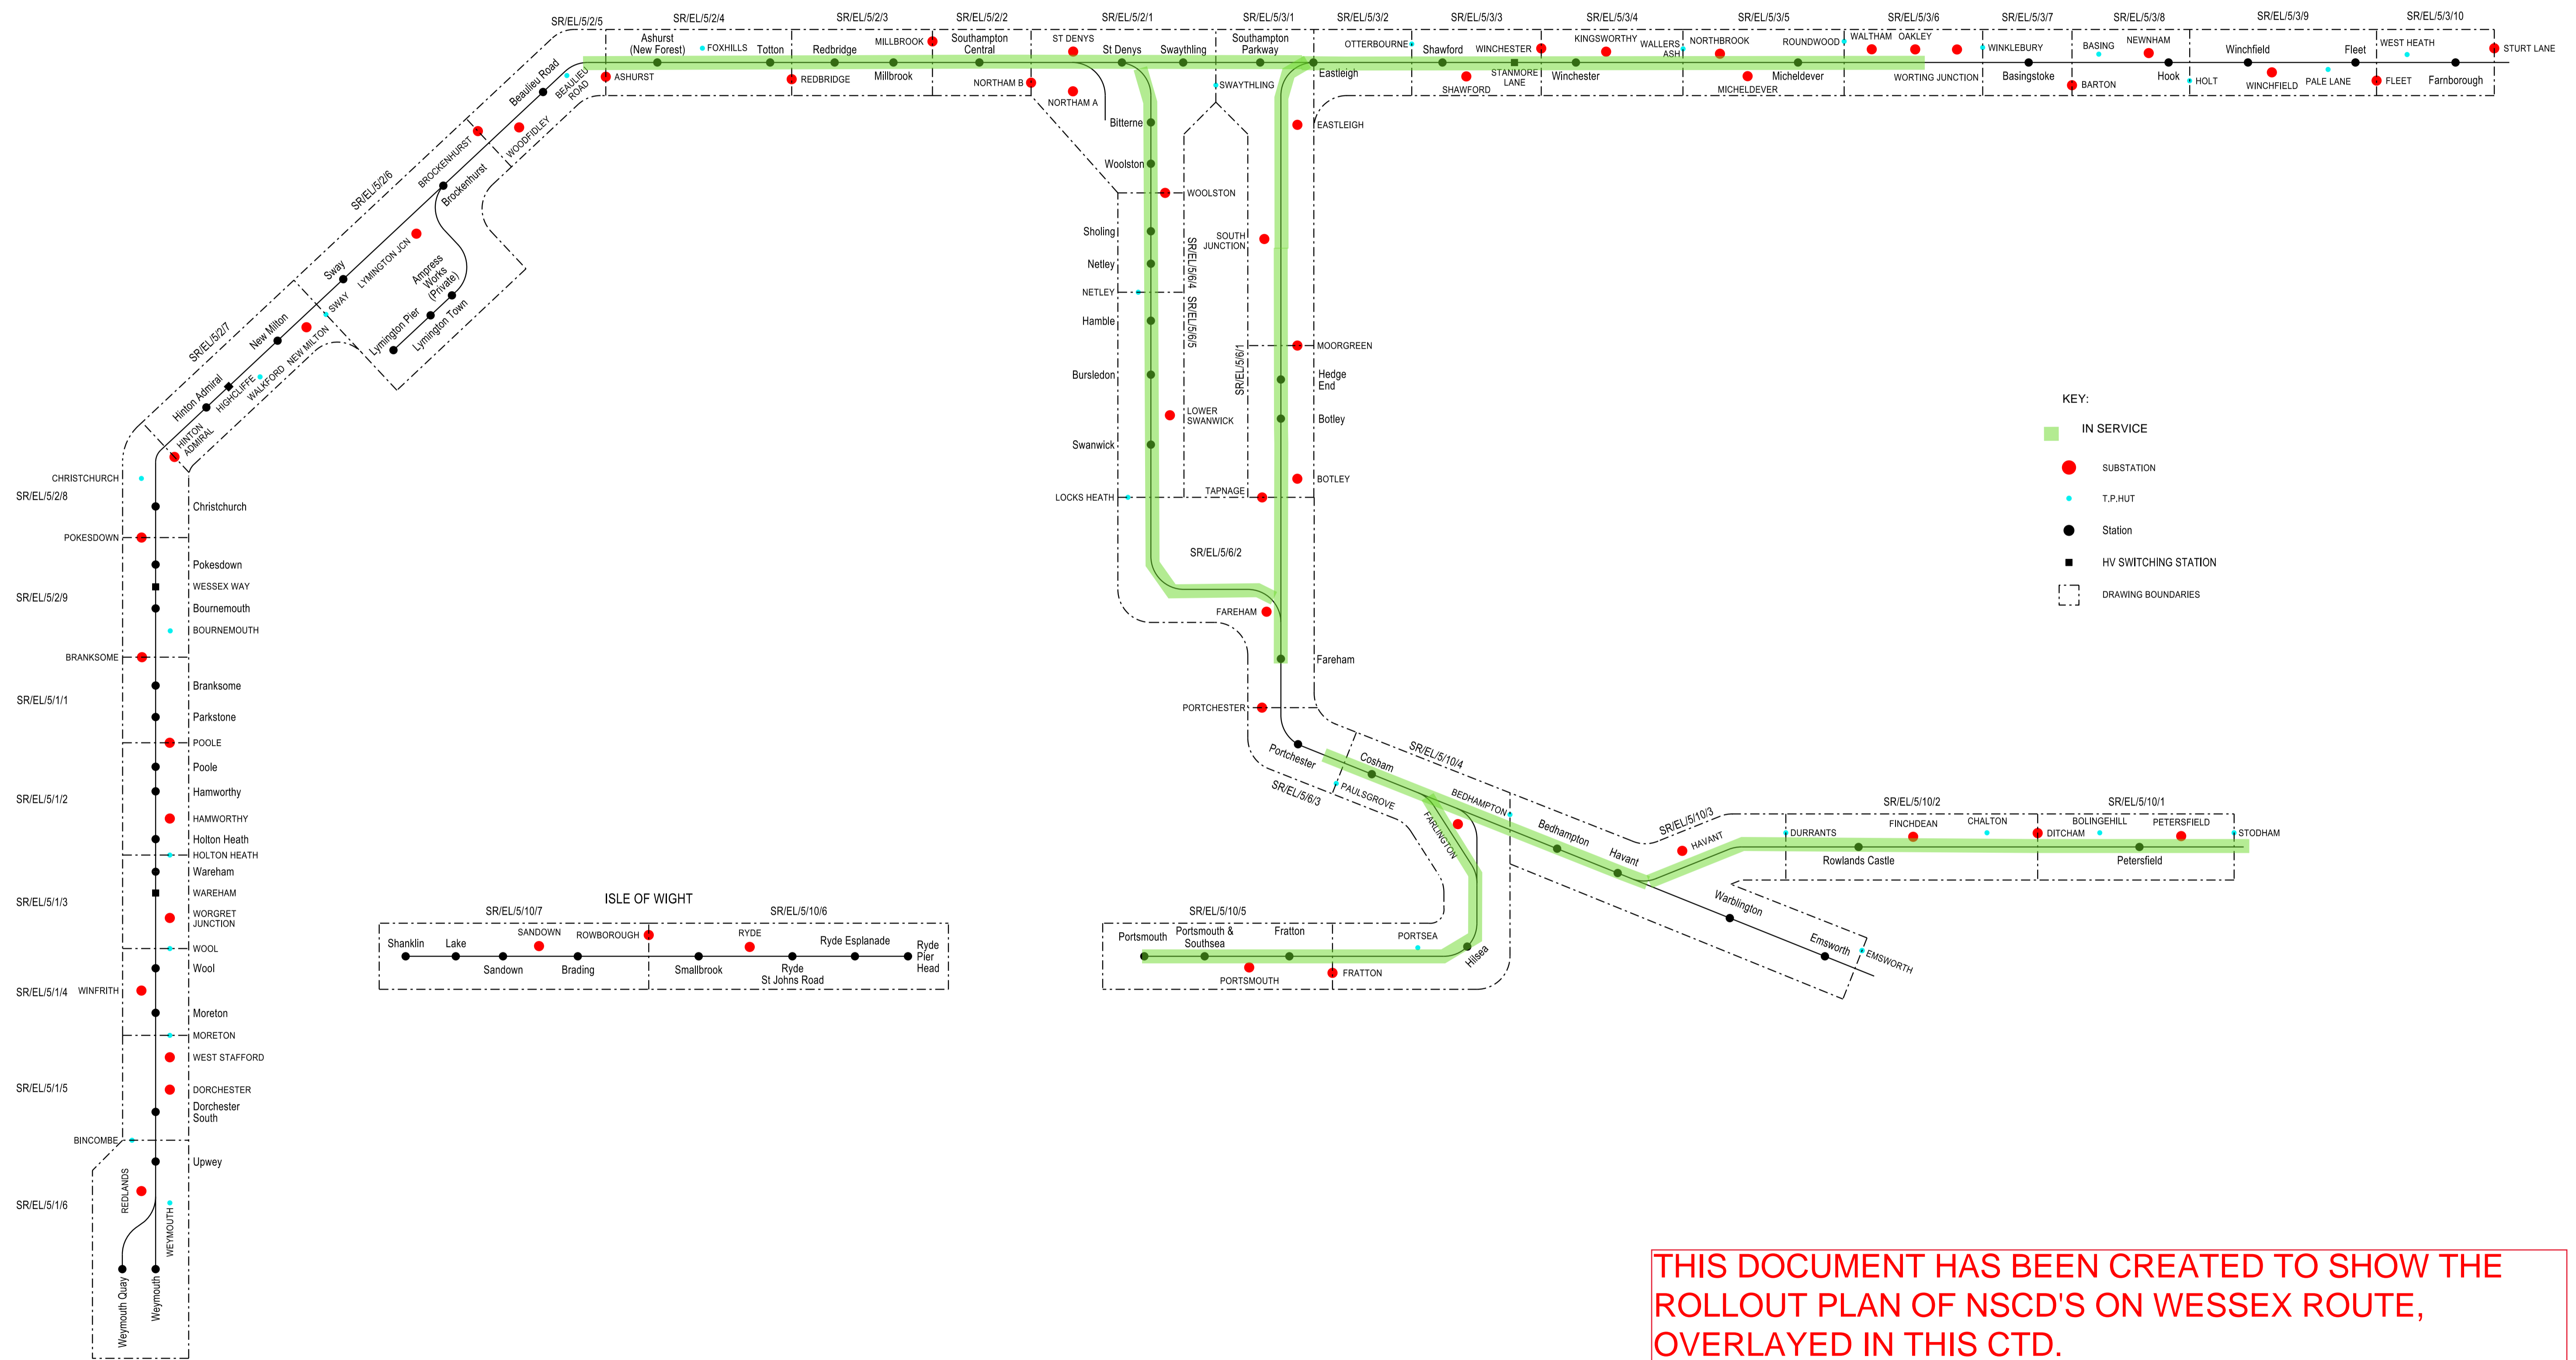 SR/EL/5/2/5
SR/EL/5/2/4
SR/EL/5/2/3
SR/EL/5/2/2
SR/EL/5/2/1
SR/EL/5/3/1
SR/EL/5/3/2
SR/EL/5/3/3
SR/EL/5/3/4
SR/EL/5/3/5
SR/EL/5/3/6
SR/EL/5/3/7
SR/EL/5/3/8
SR/EL/5/3/9
SR/EL/5/3/10
Ashurst
(New Forest)
FOXHILLS
Totton
Redbridge
MILLBROOK
Southampton
Central
ST DENYS
St Denys
Swaythling
Southampton
Parkway
OTTERBOURNE
Shawford
WINCHESTER
KINGSWORTHY
WALLERS
ASH
NORTHBROOK
ROUNDWOOD
WALTHAM
OAKLEY
WINKLEBURY
BASING
NEWNHAM
Winchfield
Fleet
WEST HEATH
STURT LANE
Beaulieu Road
BEAULIEU
ROAD
ASHURST
REDBRIDGE
Millbrook
NORTHAM B
NORTHAM A
SWAYTHLING
Eastleigh
SHAWFORD
STANMORE
LANE
Winchester
MICHELDEVER
Micheldever
WORTING JUNCTION
Basingstoke
BARTON
Hook
HOLT
WINCHFIELD
PALE LANE
FLEET
Farnborough
Bitterne
EASTLEIGH
Woolston
WOOLSTON
Sholing
SOUTH
JUNCTION
Netley
SR/EL/5/6/4
NETLEY
SR/EL/5/6/5
Hamble
SR/EL/5/6/1
MOORGREEN
Bursledon
Hedge
End
LOWER
SWANWICK
Botley
Swanwick
BOTLEY
LOCKS HEATH
TAPNAGE
SR/EL/5/6/2
FAREHAM
Fareham
PORTCHESTER
WOODFIDLEY
BROCKENHURST
Brockenhurst
SR/EL/5/2/6
LYMINGTON JCN
Sway
SWAY
Ampress
Works
(Private)
Lymington Pier
Lymington Town
SR/EL/5/2/7
New Milton
NEW MILTON
Hinton Admiral
HIGHCLIFFE
WALKFORD
HINTON
ADMIRAL
CHRISTCHURCH
SR/EL/5/2/8
Christchurch
POKESDOWN
Pokesdown
WESSEX WAY
SR/EL/5/2/9
Bournemouth
BOURNEMOUTH
BRANKSOME
Branksome
SR/EL/5/1/1
Parkstone
POOLE
Poole
Hamworthy
SR/EL/5/1/2
HAMWORTHY
Holton Heath
HOLTON HEATH
Wareham
WAREHAM
SR/EL/5/1/3
WORGRET
JUNCTION
WOOL
Wool
SR/EL/5/1/4
WINFRITH
Moreton
MORETON
WEST STAFFORD
SR/EL/5/1/5
DORCHESTER
Dorchester
South
BINCOMBE
Upwey
REDLANDS
SR/EL/5/1/6
WEYMOUTH
Weymouth Quay
Weymouth
ISLE OF WIGHT
SR/EL/5/10/7
SR/EL/5/10/6
Shanklin
Lake
SANDOWN
ROWBOROUGH
RYDE
Ryde Esplanade
Ryde
Pier
Head
Sandown
Brading
Smallbrook
Ryde
St Johns Road
Portchester
SR/EL/5/6/3
PAULSGROVE
Cosham
SR/EL/5/10/4
BEDHAMPTON
FARLINGTON
Bedhampton
Havant
SR/EL/5/10/3
HAVANT
SR/EL/5/10/2
SR/EL/5/10/1
DURRANTS
FINCHDEAN
CHALTON
DITCHAM
BOLINGEHILL
PETERSFIELD
STODHAM
Rowlands Castle
Petersfield
Warblington
Emsworth
EMSWORTH
SR/EL/5/10/5
Portsmouth
Portsmouth &
Southsea
Fratton
PORTSEA
Hilsea
PORTSMOUTH
FRATTON
KEY:
IN SERVICE
SUBSTATION
T.P.HUT
Station
HV SWITCHING STATION
DRAWING BOUNDARIES
THIS DOCUMENT HAS BEEN CREATED TO SHOW THE
ROLLOUT PLAN OF NSCD'S ON WESSEX ROUTE,
OVERLAYED IN THIS CTD.